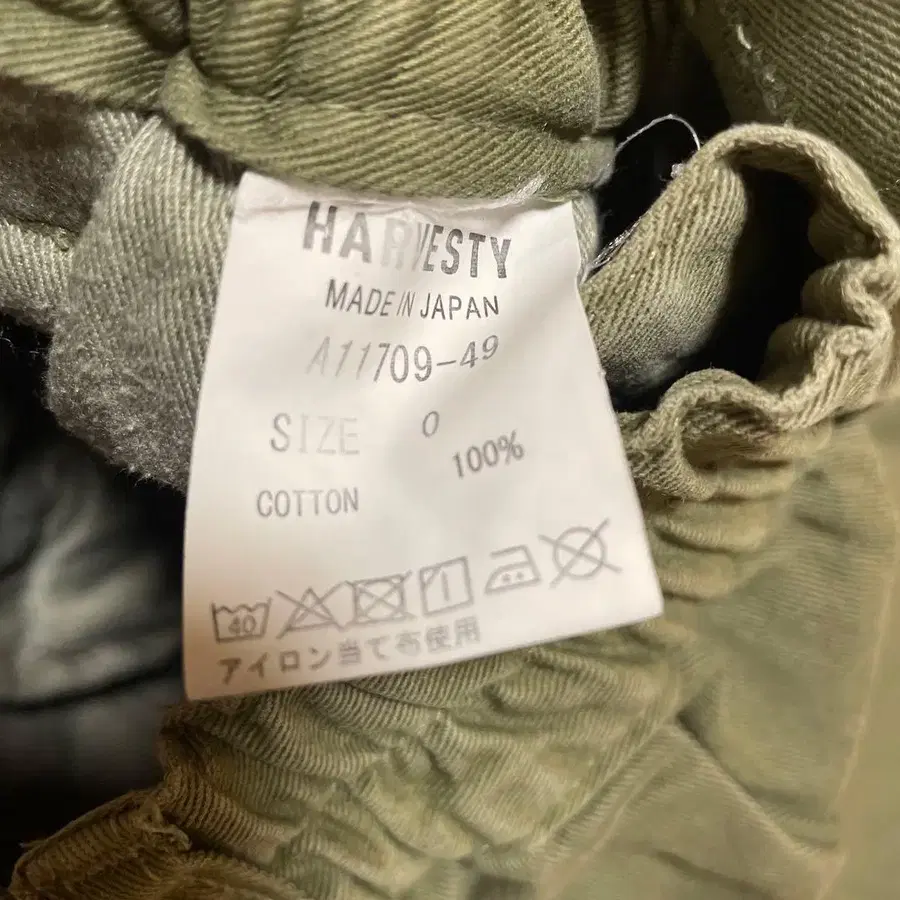 HARVESTY
MADE IN JAPAN
A11709-49
SIZE 0
COTTON 100%
40
アイロン当て布使用